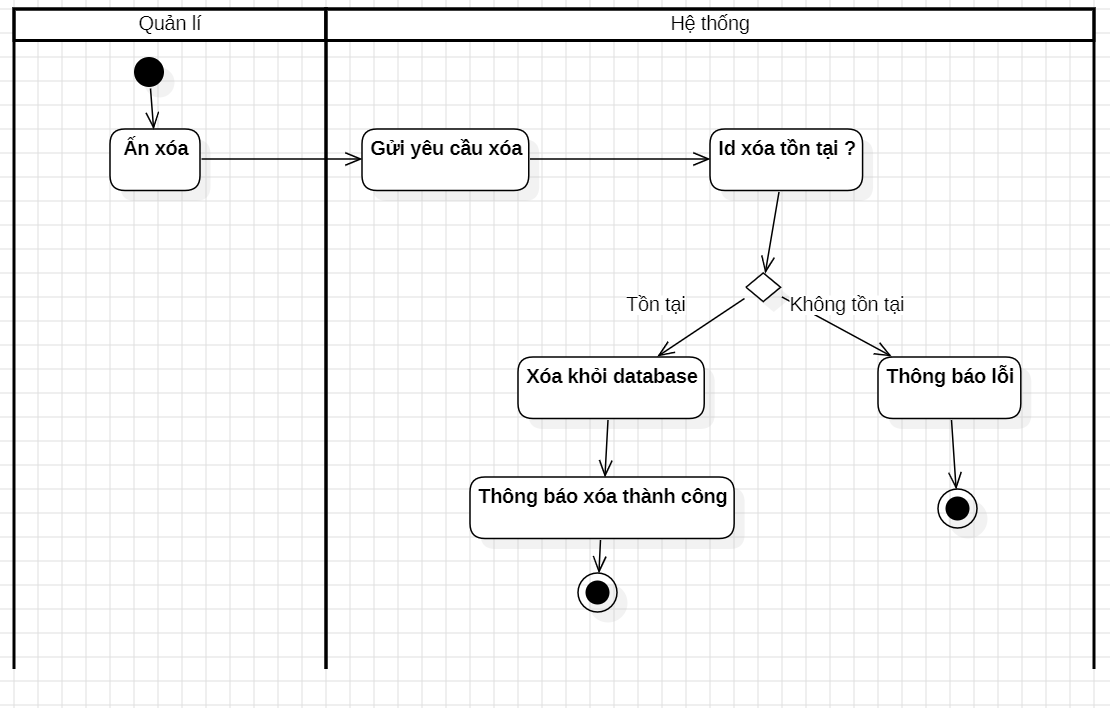 Quản lí
Hệ thống
Ấn xóa
Gửi yêu cầu xóa
Id xóa tồn tại ?
Tồn tại
Không tồn tại
Xóa khỏi database
Thông báo lỗi
Thông báo xóa thành công